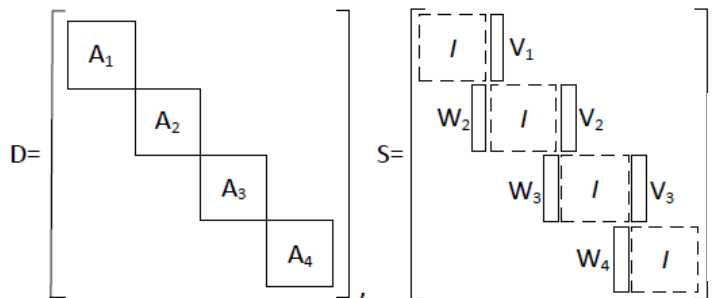 A₁ I V₁
A₂ W₂ I V₂
D= S=
A₃ W₃ I V₃
A₄ W₄ I
,